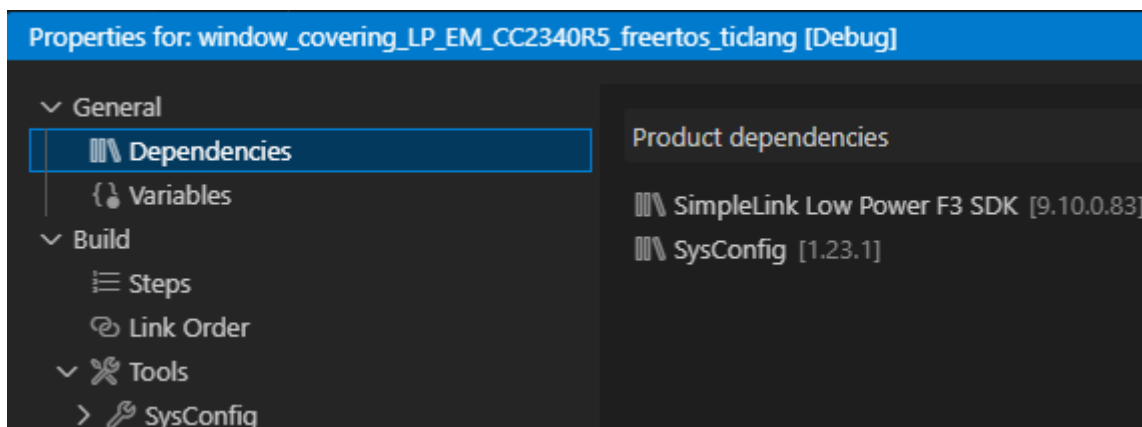 Properties for: window_covering_LP_EM_CC2340R5_freertos_ticlang [Debug]
General
Dependencies
Variables
Build
Steps
Link Order
Tools
SysConfig
Product dependencies
SimpleLink Low Power F3 SDK [9.10.0.83]
SysConfig [1.23.1]